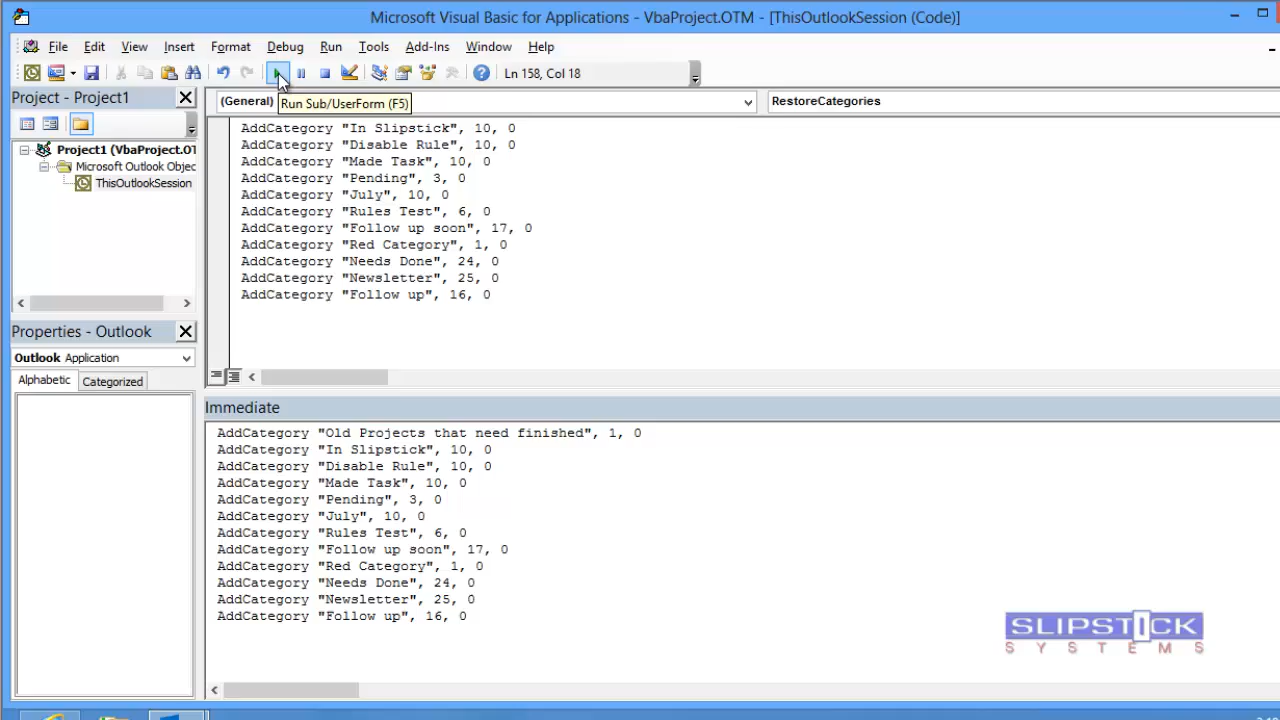 Microsoft Visual Basic for Applications - VbaProject.OTM - [ThisOutlookSession (Code)]
File Edit View Insert Format Debug Run Tools Add-Ins Window Help
Ln 158, Col 18
Project - Project1
(General)
RestoreCategories
Run Sub/UserForm (F5)
Project1 (VbaProject.OT
Microsoft Outlook Objec
ThisOutlookSession
AddCategory "In Slipstick", 10, 0
AddCategory "Disable Rule", 10, 0
AddCategory "Made Task", 10, 0
AddCategory "Pending", 3, 0
AddCategory "July", 10, 0
AddCategory "Rules Test", 6, 0
AddCategory "Follow up soon", 17, 0
AddCategory "Red Category", 1, 0
AddCategory "Needs Done", 24, 0
AddCategory "Newsletter", 25, 0
AddCategory "Follow up", 16, 0
Properties - Outlook
Outlook Application
Alphabetic Categorized
Immediate
AddCategory "Old Projects that need finished", 1, 0
AddCategory "In Slipstick", 10, 0
AddCategory "Disable Rule", 10, 0
AddCategory "Made Task", 10, 0
AddCategory "Pending", 3, 0
AddCategory "July", 10, 0
AddCategory "Rules Test", 6, 0
AddCategory "Follow up soon", 17, 0
AddCategory "Red Category", 1, 0
AddCategory "Needs Done", 24, 0
AddCategory "Newsletter", 25, 0
AddCategory "Follow up", 16, 0
SLIPSTICK
SYSTEMS